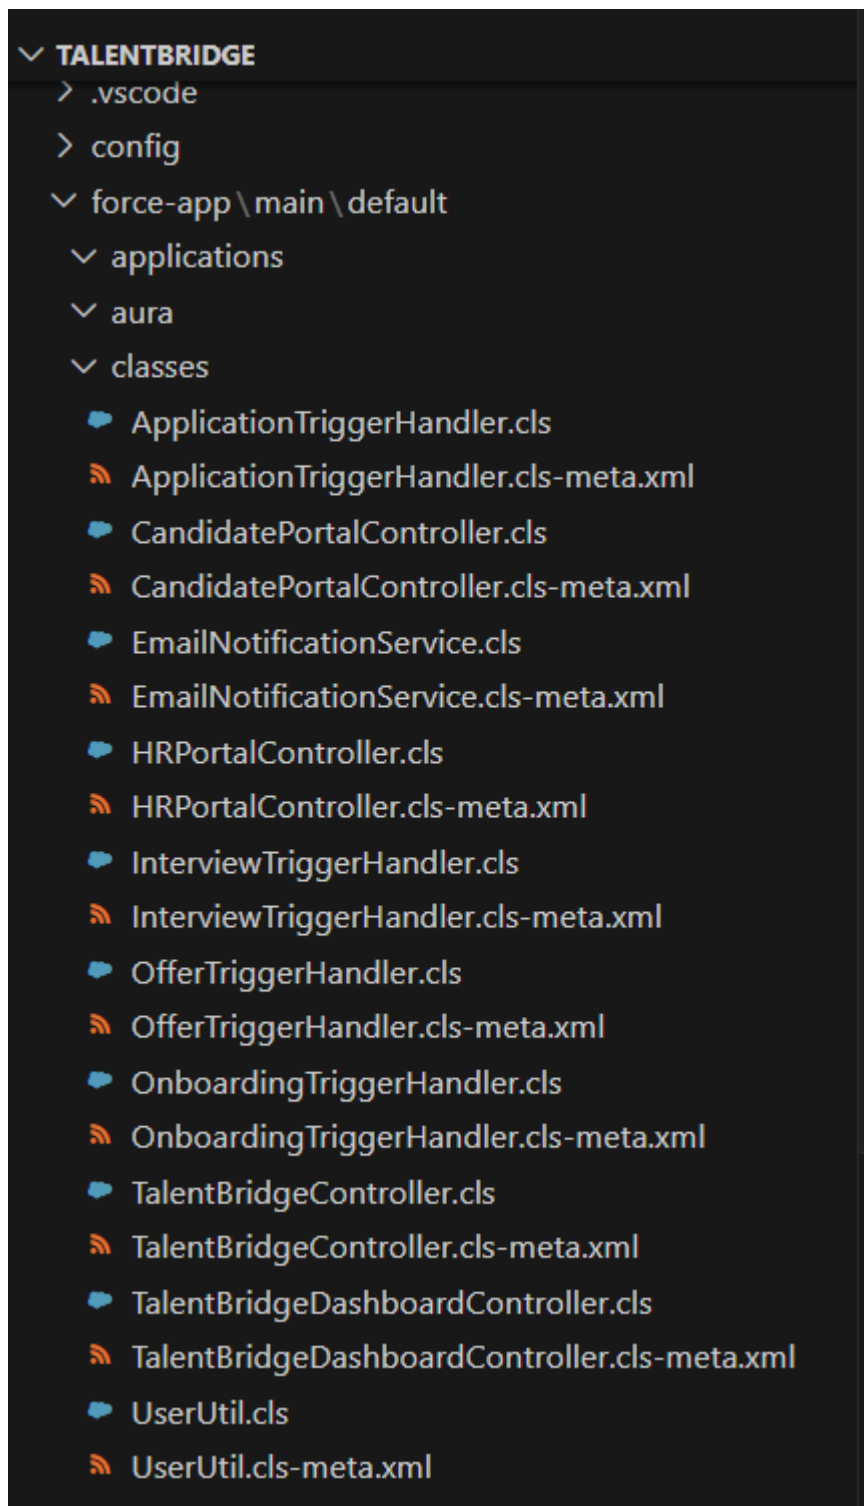 TALENTBRIDGE
.vscode
config
force-app\main\default
applications
aura
classes
ApplicationTriggerHandler.cls
ApplicationTriggerHandler.cls-meta.xml
CandidatePortalController.cls
CandidatePortalController.cls-meta.xml
EmailNotificationService.cls
EmailNotificationService.cls-meta.xml
HRPortalController.cls
HRPortalController.cls-meta.xml
InterviewTriggerHandler.cls
InterviewTriggerHandler.cls-meta.xml
OfferTriggerHandler.cls
OfferTriggerHandler.cls-meta.xml
OnboardingTriggerHandler.cls
OnboardingTriggerHandler.cls-meta.xml
TalentBridgeController.cls
TalentBridgeController.cls-meta.xml
TalentBridgeDashboardController.cls
TalentBridgeDashboardController.cls-meta.xml
UserUtil.cls
UserUtil.cls-meta.xml